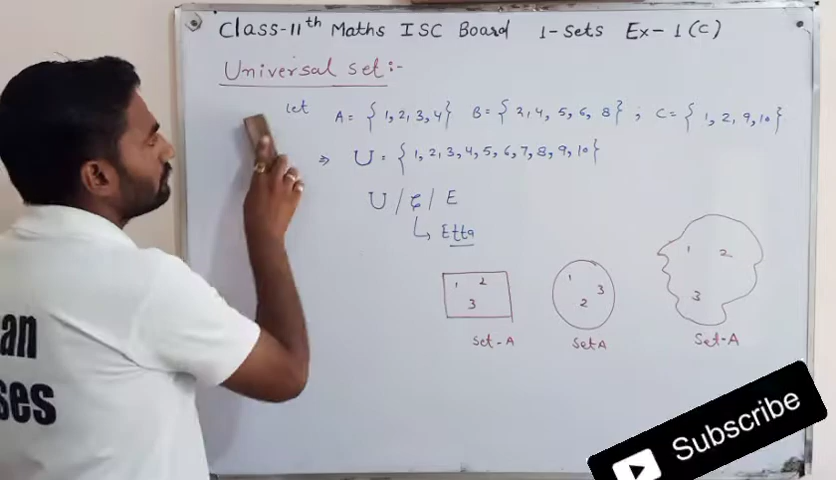 Class-11th Maths ISC Board 1-Sets Ex-1(c)
Universal set:-
let A = {1, 2, 3, 4} B = {2, 4, 5, 6, 8} ; C = {1, 2, 9, 10}
⇒ U = {1, 2, 3, 4, 5, 6, 7, 8, 9, 10}
U / ξ / E
↳ Etta
1 2 3
1 2 3
1 2 3
Set-A
Set A
Set-A
an
ses
Subscribe